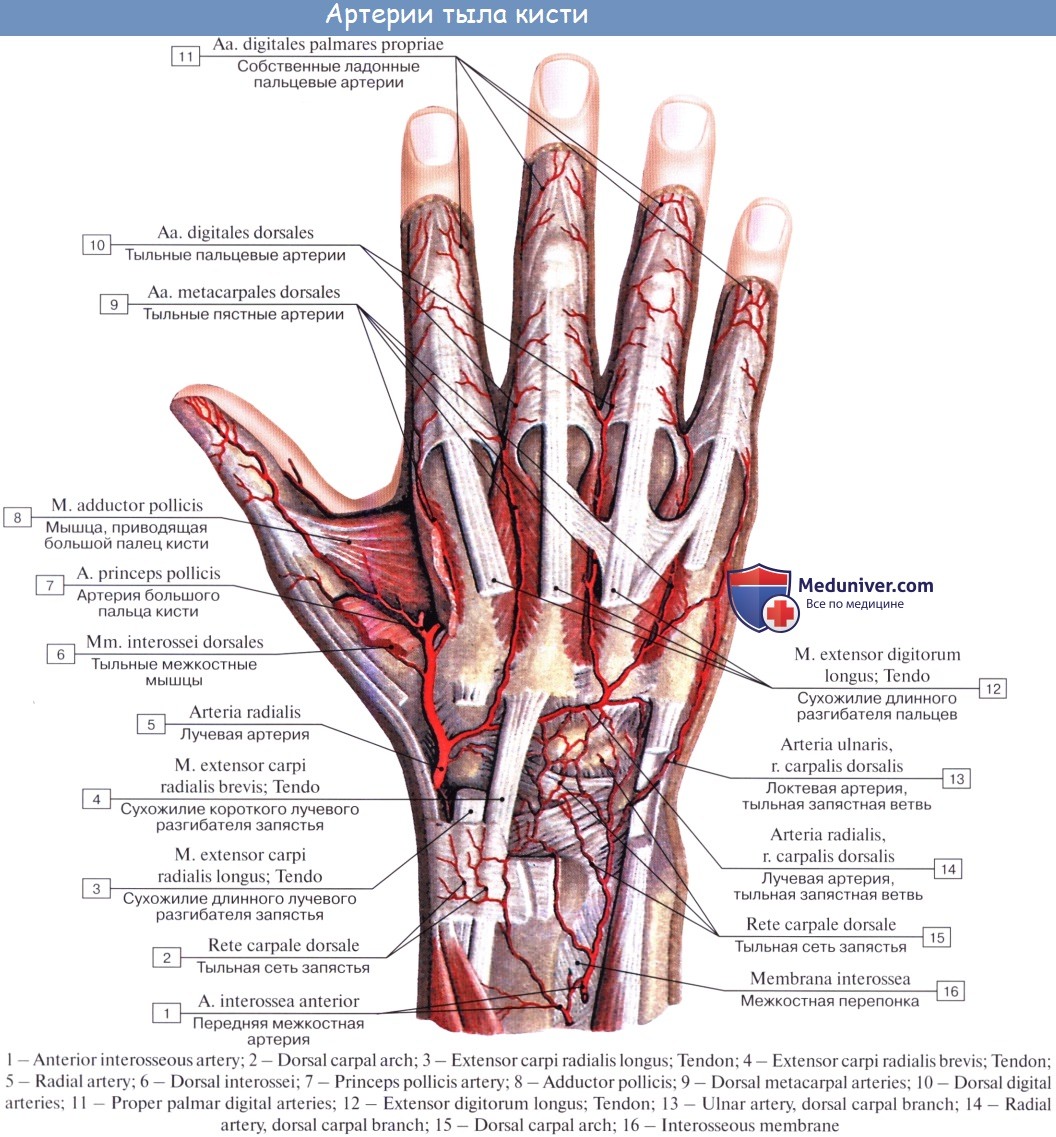 Артерии тыла кисти
11
Aa. digitales palmares propriae
Собственные ладонные
пальцевые артерии
10
Aa. digitales dorsales
Тыльные пальцевые артерии
9
Aa. metacarpales dorsales
Тыльные пястные артерии
8
M. adductor pollicis
Мышца, приводящая
большой палец кисти
7
A. princeps pollicis
Артерия большого
пальца кисти
6
Mm. interossei dorsales
Тыльные межкостные
мышцы
5
Arteria radialis
Лучевая артерия
4
M. extensor carpi
radialis brevis; Tendo
Сухожилие короткого лучевого
разгибателя запястья
3
M. extensor carpi
radialis longus; Tendo
Сухожилие длинного лучевого
разгибателя запястья
2
Rete carpale dorsale
Тыльная сеть запястья
1
A. interossea anterior
Передняя межкостная
артерия
Meduniver.com
Все по медицине
M. extensor digitorum
longus; Tendo
12
Сухожилие длинного
разгибателя пальцев
Arteria ulnaris,
r. carpalis dorsalis
13
Локтевая артерия,
тыльная запястная ветвь
Arteria radialis,
r. carpalis dorsalis
14
Лучевая артерия,
тыльная запястная ветвь
Rete carpale dorsale
15
Тыльная сеть запястья
Membrana interossea
16
Межкостная перепонка
1 – Anterior interosseous artery; 2 – Dorsal carpal arch; 3 – Extensor carpi radialis longus; Tendon; 4 – Extensor carpi radialis brevis; Tendon;
5 – Radial artery; 6 – Dorsal interossei; 7 – Princeps pollicis artery; 8 – Adductor pollicis; 9 – Dorsal metacarpal arteries; 10 – Dorsal digital
arteries; 11 – Proper palmar digital arteries; 12 – Extensor digitorum longus; Tendon; 13 – Ulnar artery, dorsal carpal branch; 14 – Radial
artery, dorsal carpal branch; 15 – Dorsal carpal arch; 16 – Interosseous membrane